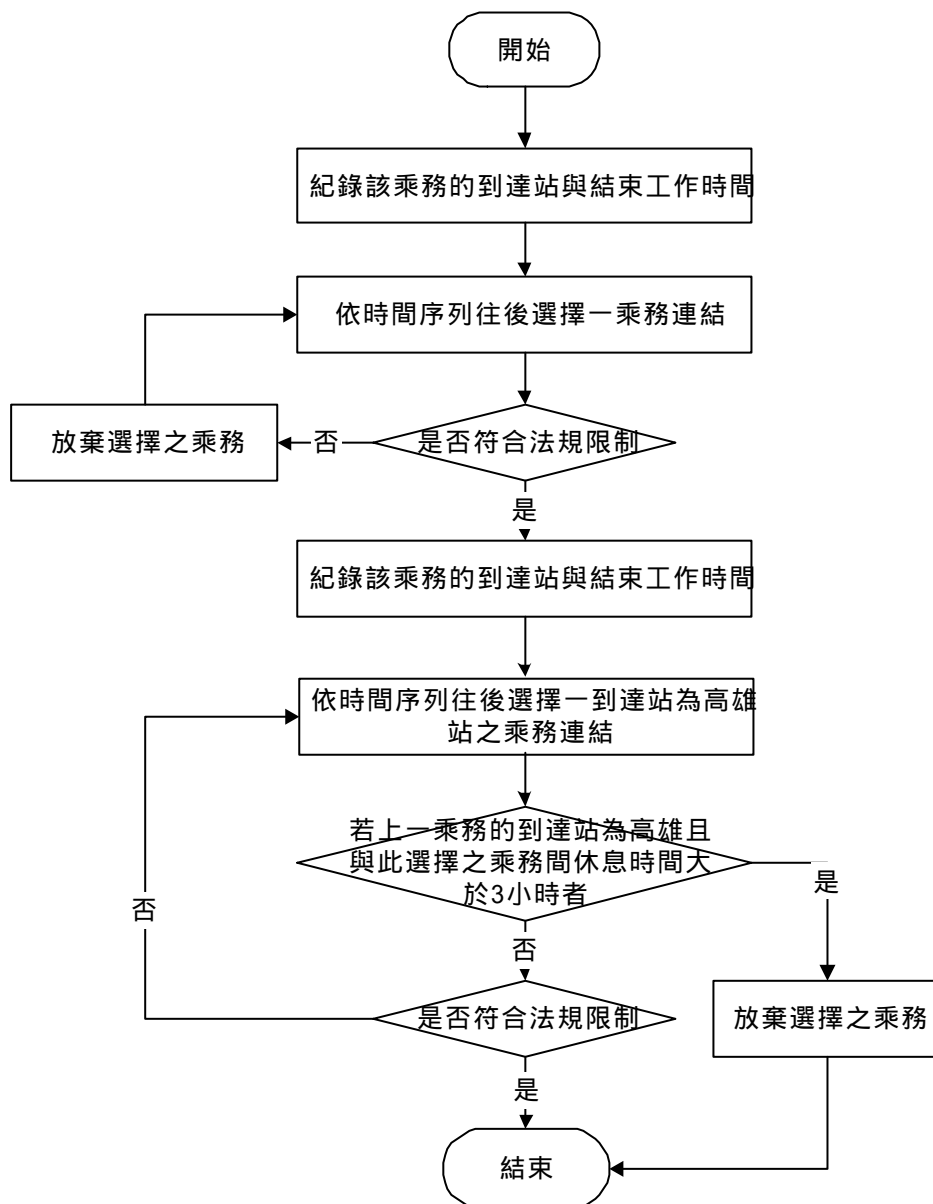 開始
紀錄該乘務的到達站與結束工作時間
依時間序列往後選擇一乘務連結
放棄選擇之乘務
否
是否符合法規限制
是
紀錄該乘務的到達站與結束工作時間
依時間序列往後選擇一到達站為高雄
站之乘務連結
若上一乘務的到達站為高雄且
與此選擇之乘務間休息時間大
於3小時者
是
否
否
是否符合法規限制
放棄選擇之乘務
是
結束